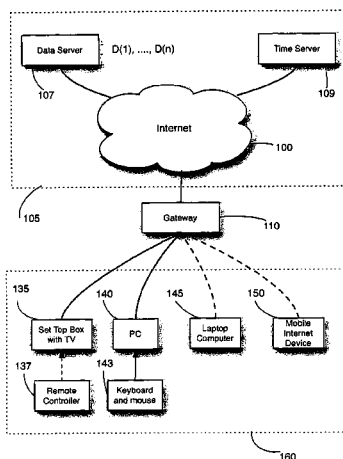 Data Server
D(1), ...., D(n)
Time Server
107
109
Internet
100
105
Gateway
110
135
140
145
150
Set Top Box
with TV
PC
Laptop
Computer
Mobile
Internet
Device
137
143
Remote
Controller
Keyboard
and mouse
160